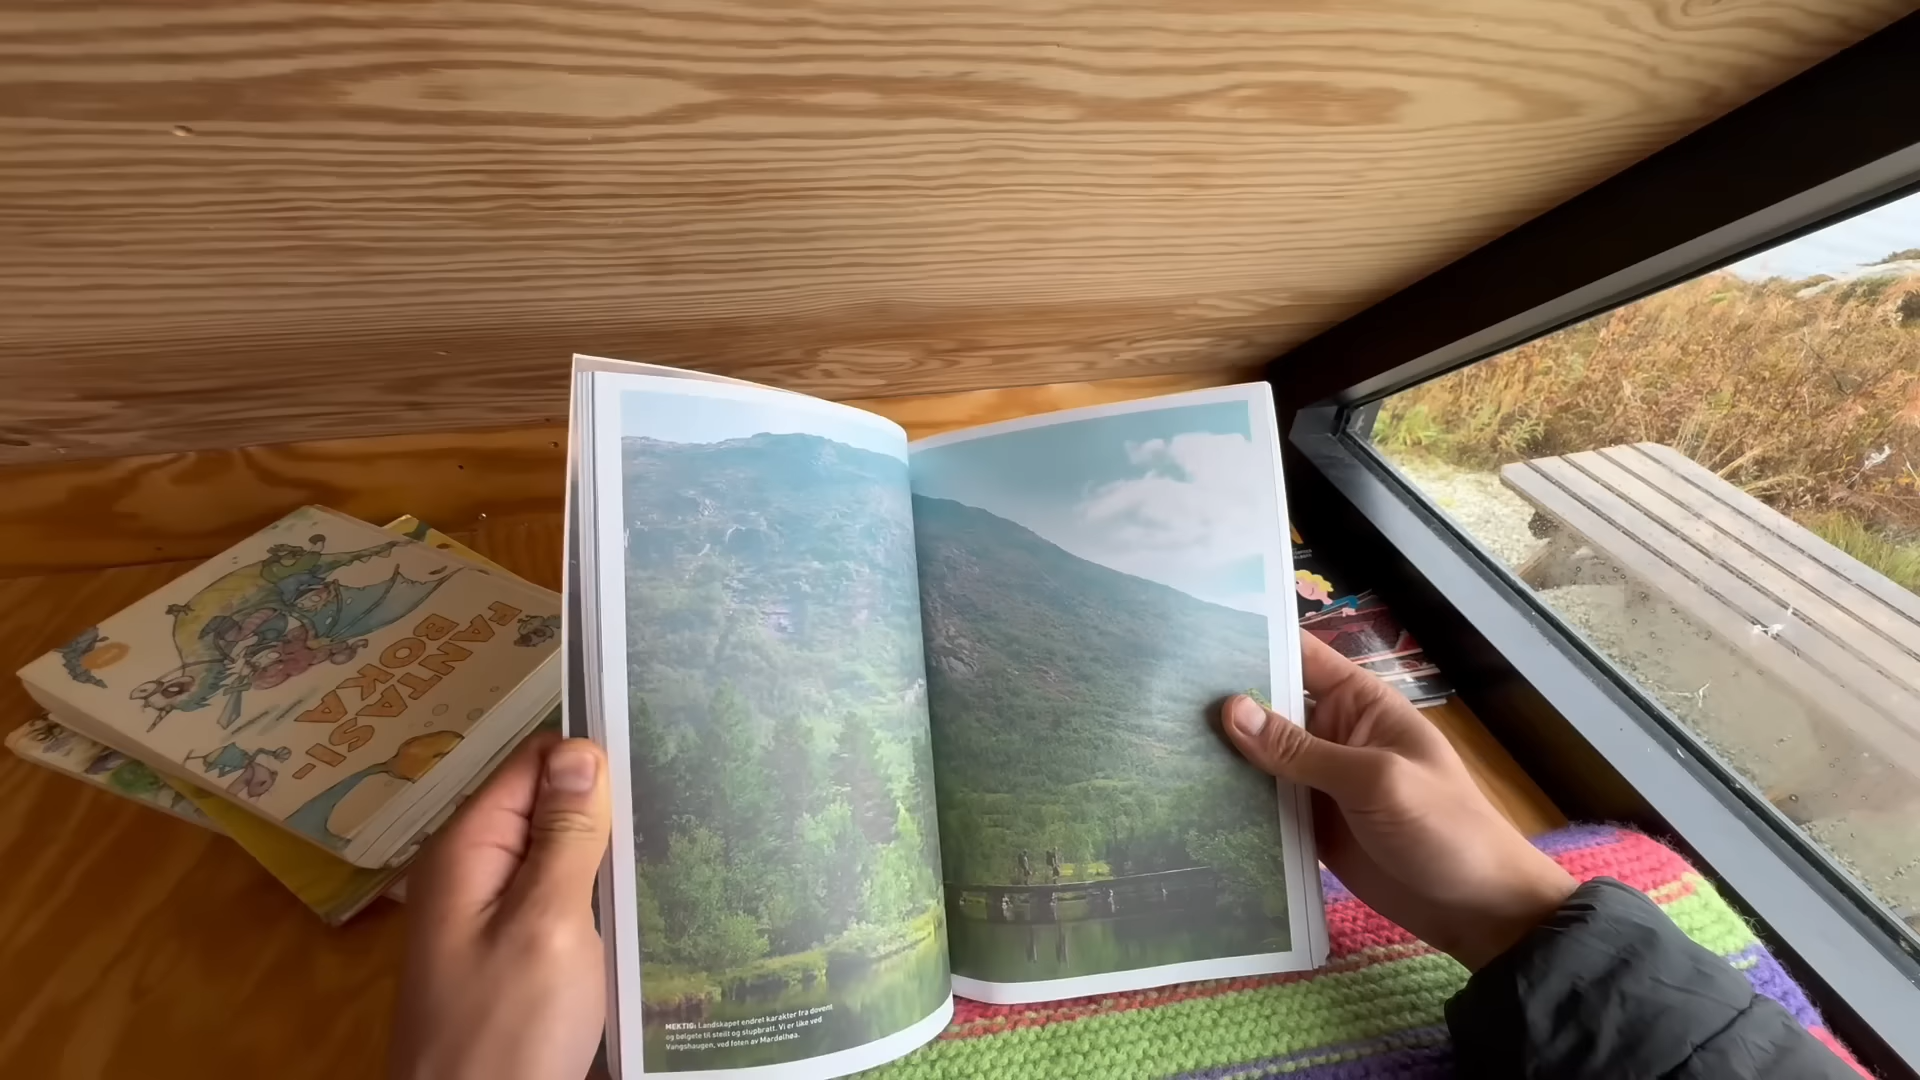 FANTASI-
BOKA
MEKTIG: Landskapet endret karakter fra dovent
og bølgete til steilt og stupbratt. Vi er like ved
Vangshaugen, ved foten av Mardølhøa.